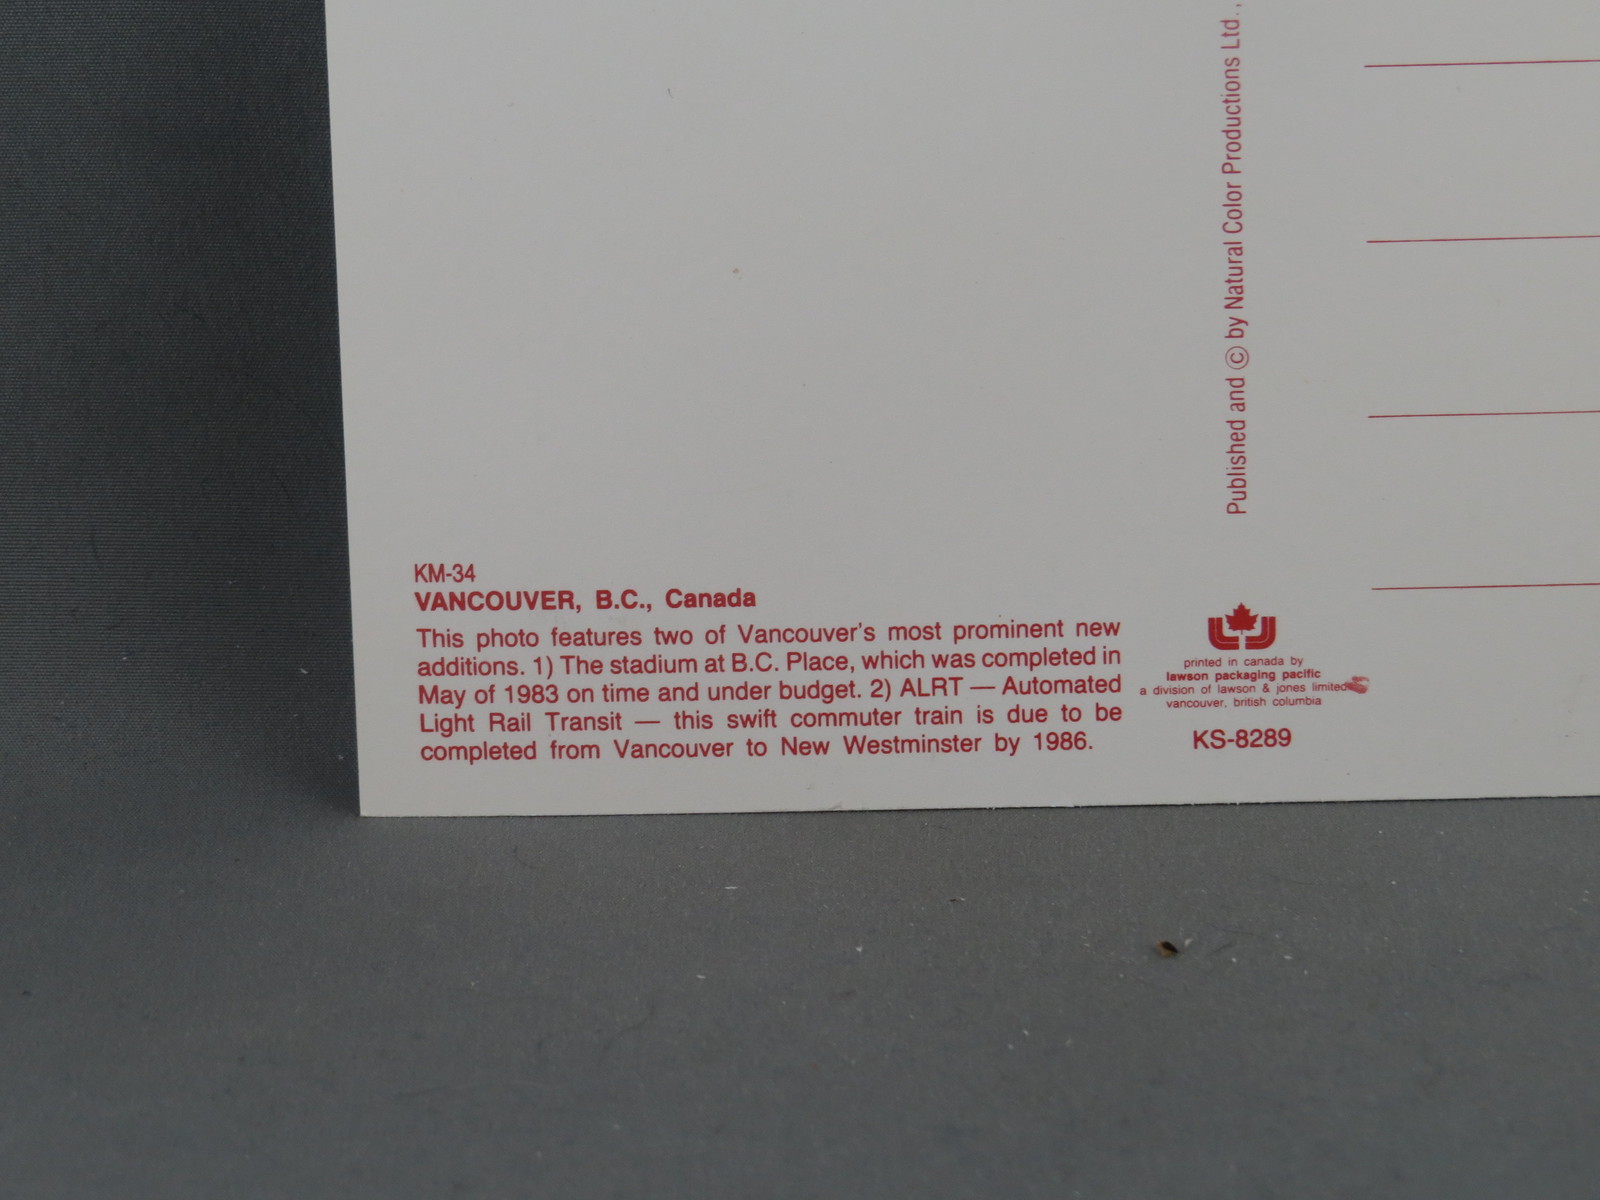 Published and © by Natural Color Productions Ltd.,
KM-34
VANCOUVER, B.C., Canada
This photo features two of Vancouver's most prominent new
additions. 1) The stadium at B.C. Place, which was completed in
May of 1983 on time and under budget. 2) ALRT — Automated
Light Rail Transit — this swift commuter train is due to be
completed from Vancouver to New Westminster by 1986.
printed in canada by
lawson packaging pacific
a division of lawson & jones limited
vancouver, british columbia
KS-8289